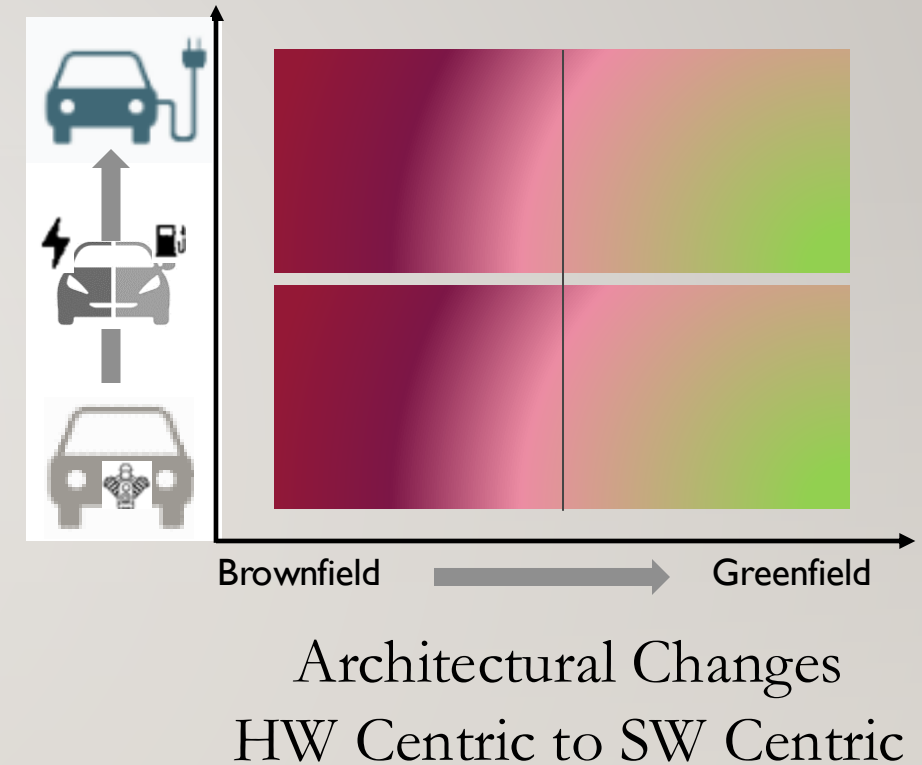 Brownfield
Greenfield
Architectural Changes
HW Centric to SW Centric